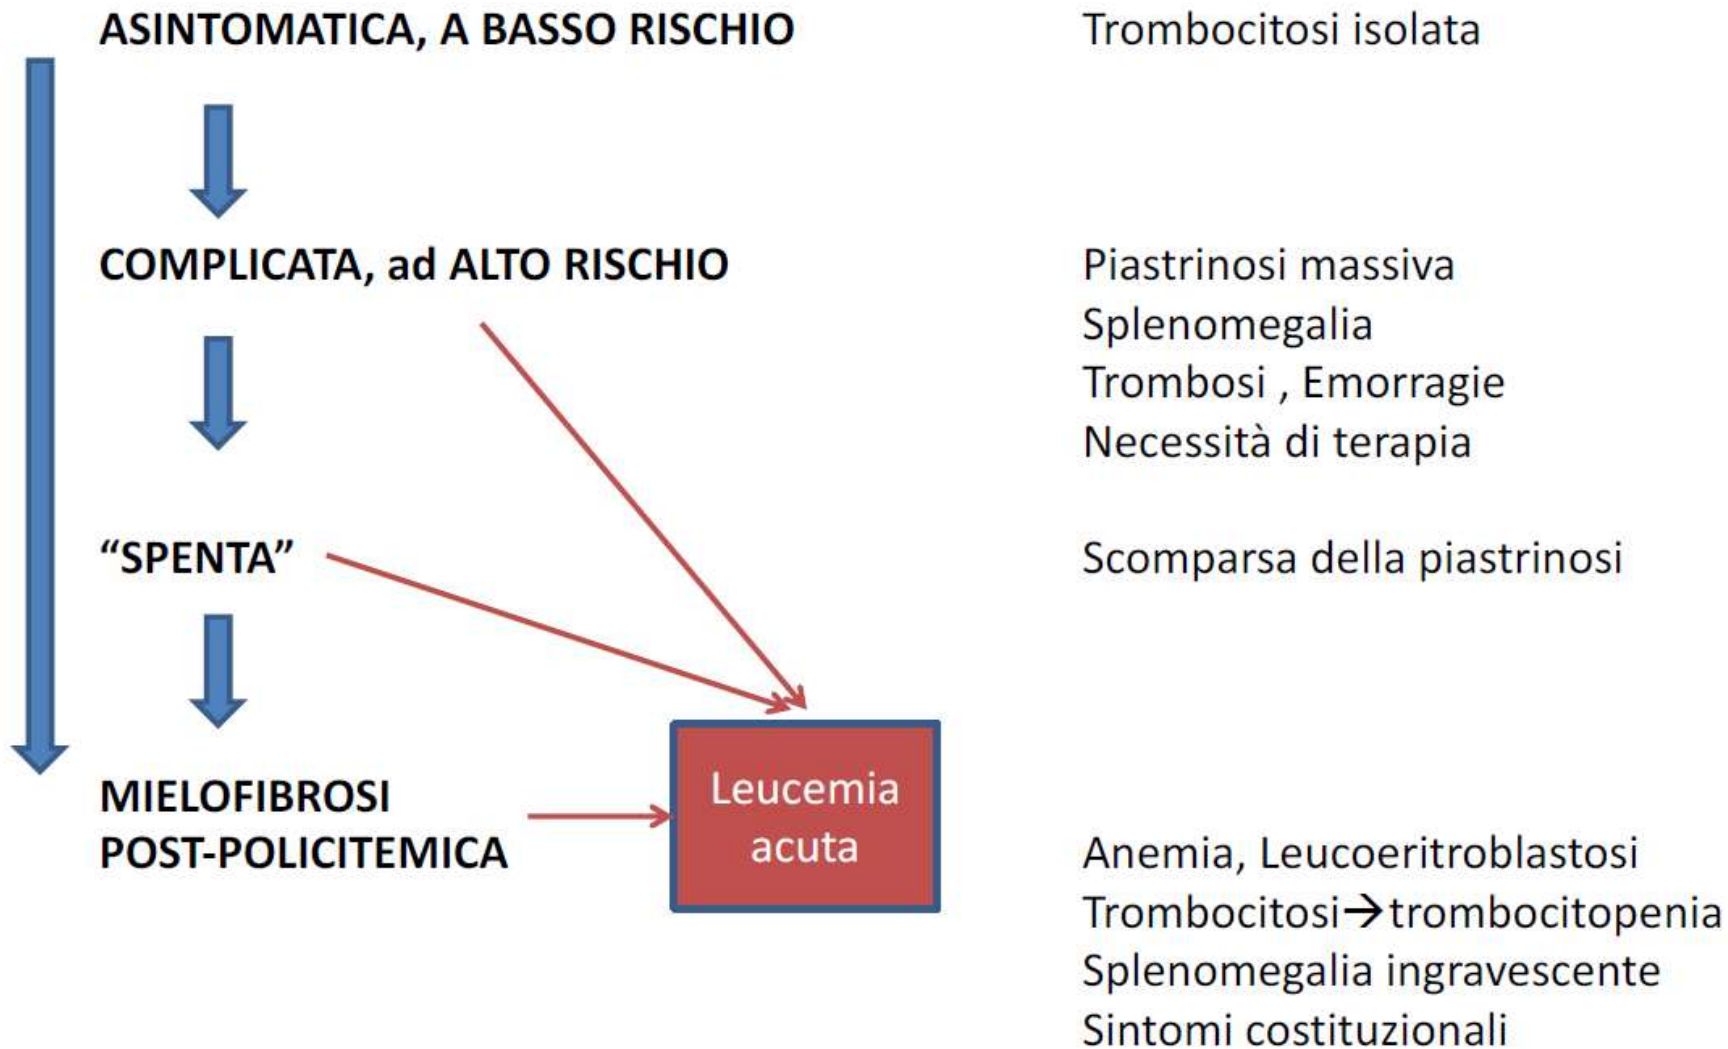 ASINTOMATICA, A BASSO RISCHIO
Trombocitosi isolata
COMPLICATA, ad ALTO RISCHIO
Piastrinosi massiva
Splenomegalia
Trombosi , Emorragie
Necessità di terapia
“SPENTA”
Scomparsa della piastrinosi
MIELOFIBROSI
POST-POLICITEMICA
Leucemia
acuta
Anemia, Leucoeritroblastosi
Trombocitosi→trombocitopenia
Splenomegalia ingravescente
Sintomi costituzionali